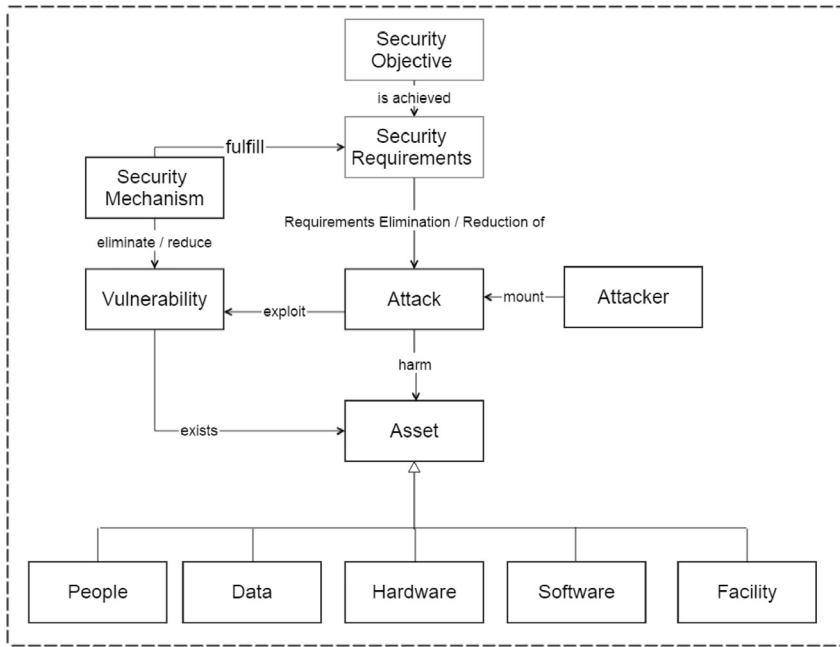 Security
Objective
is achieved
fulfill
Security
Requirements
Security
Mechanism
Requirements Elimination / Reduction of
eliminate / reduce
Vulnerability
exploit
Attack
mount
Attacker
harm
exists
Asset
People
Data
Hardware
Software
Facility